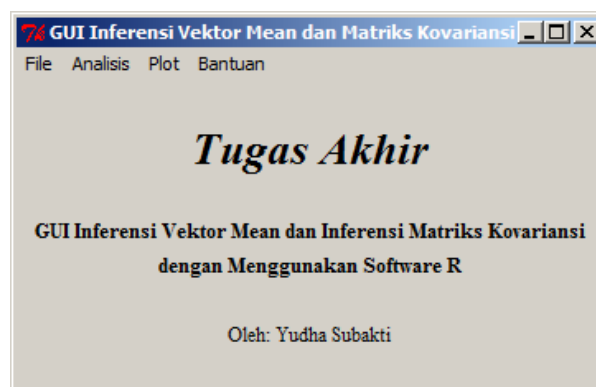 GUI Inferensi Vektor Mean dan Matriks Kovariansi
File Analisis Plot Bantuan
Tugas Akhir
GUI Inferensi Vektor Mean dan Inferensi Matriks Kovariansi
dengan Menggunakan Software R
Oleh: Yudha Subakti